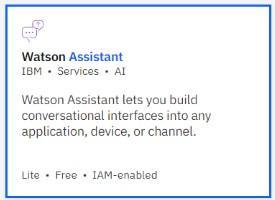 Watson Assistant
IBM • Services • AI
Watson Assistant lets you build
conversational interfaces into any
application, device, or channel.
Lite • Free • IAM-enabled